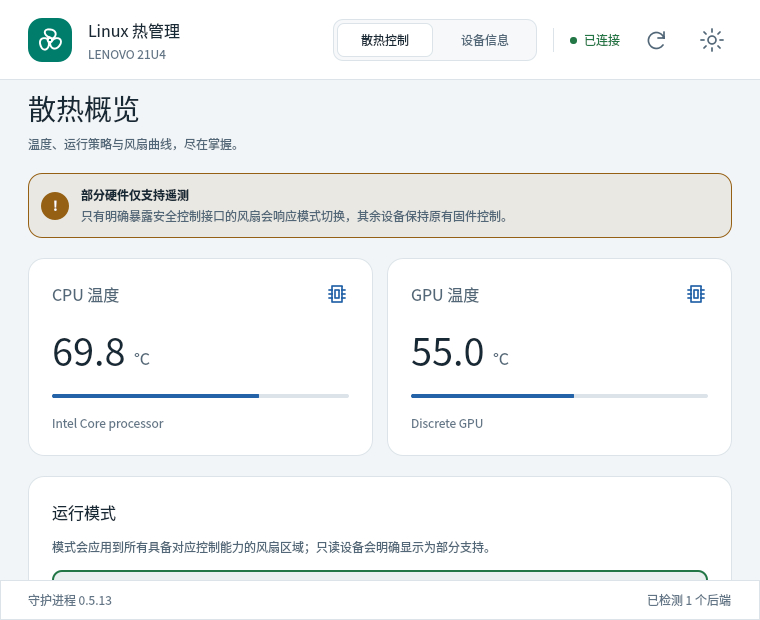 Linux 热管理
LENOVO 21U4
散热控制
设备信息
已连接
散热概览
温度、运行策略与风扇曲线，尽在掌握。
!
部分硬件仅支持遥测
只有明确暴露安全控制接口的风扇会响应模式切换，其余设备保持原有固件控制。
CPU 温度
69.8 °C
Intel Core processor
GPU 温度
55.0 °C
Discrete GPU
运行模式
模式会应用到所有具备对应控制能力的风扇区域；只读设备会明确显示为部分支持。
守护进程 0.5.13
已检测 1 个后端